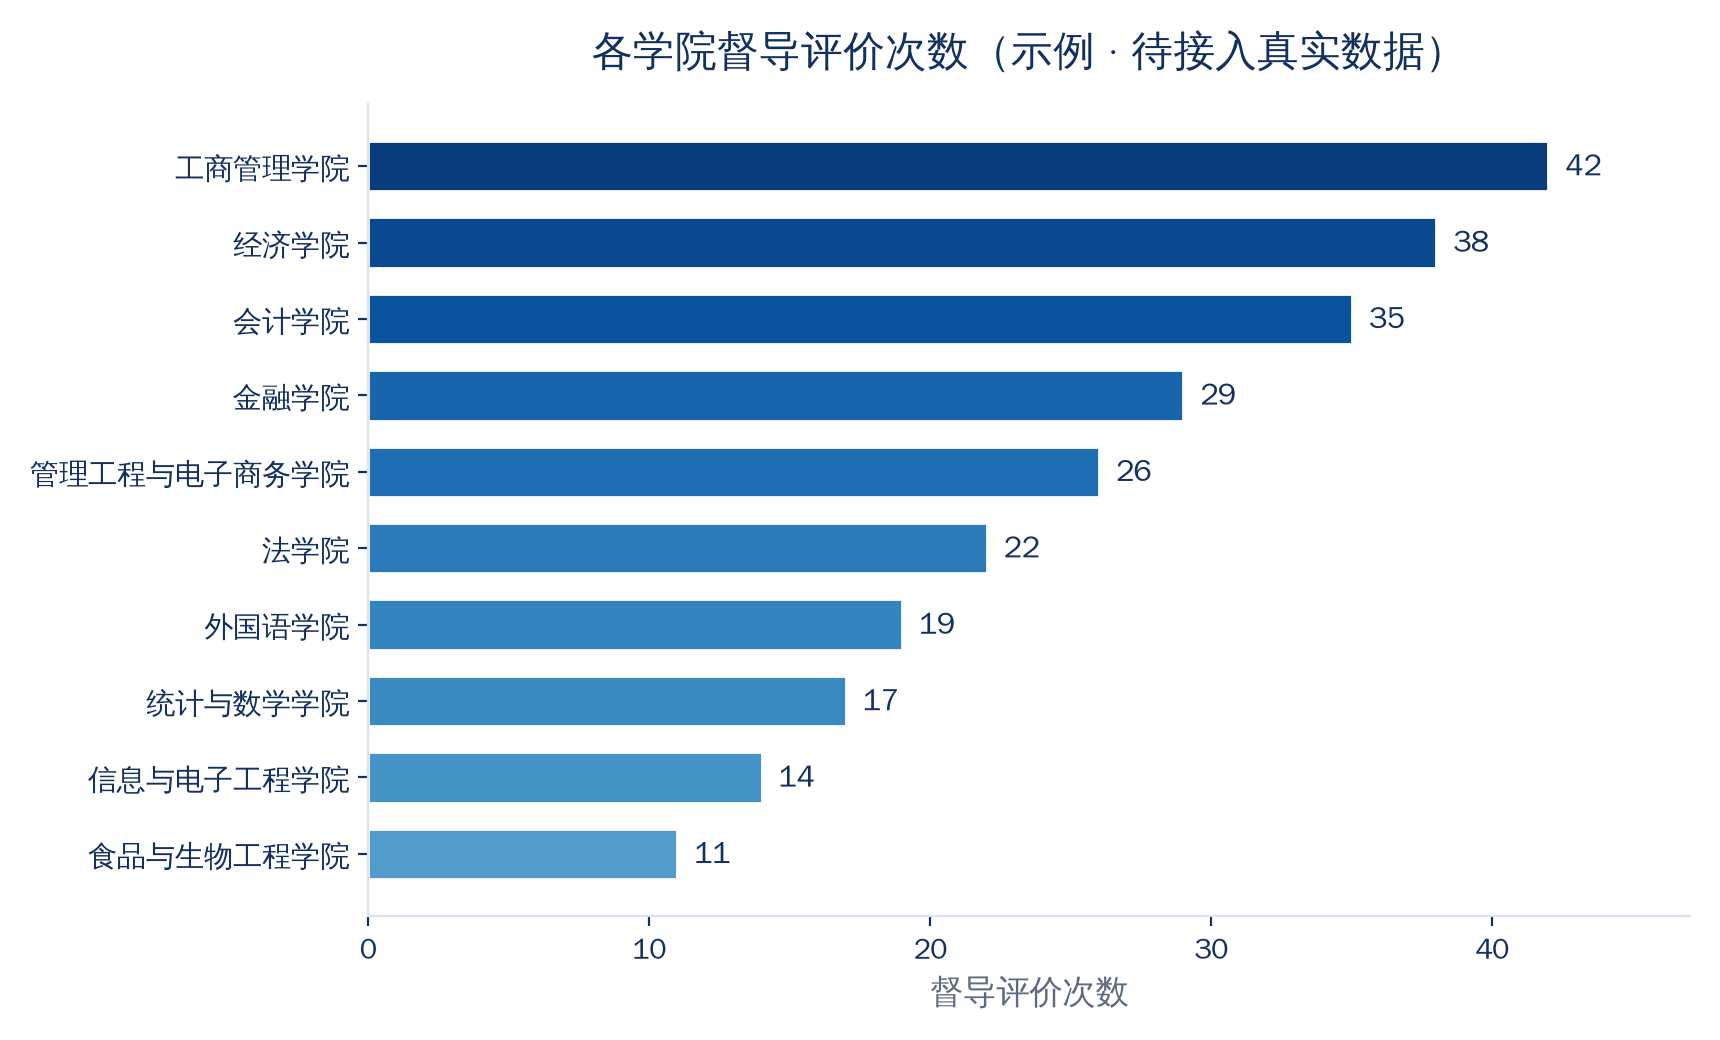 各学院督导评价次数（示例 · 待接入真实数据）
工商管理学院 42
经济学院 38
会计学院 35
金融学院 29
管理工程与电子商务学院 26
法学院 22
外国语学院 19
统计与数学学院 17
信息与电子工程学院 14
食品与生物工程学院 11
0 10 20 30 40
督导评价次数